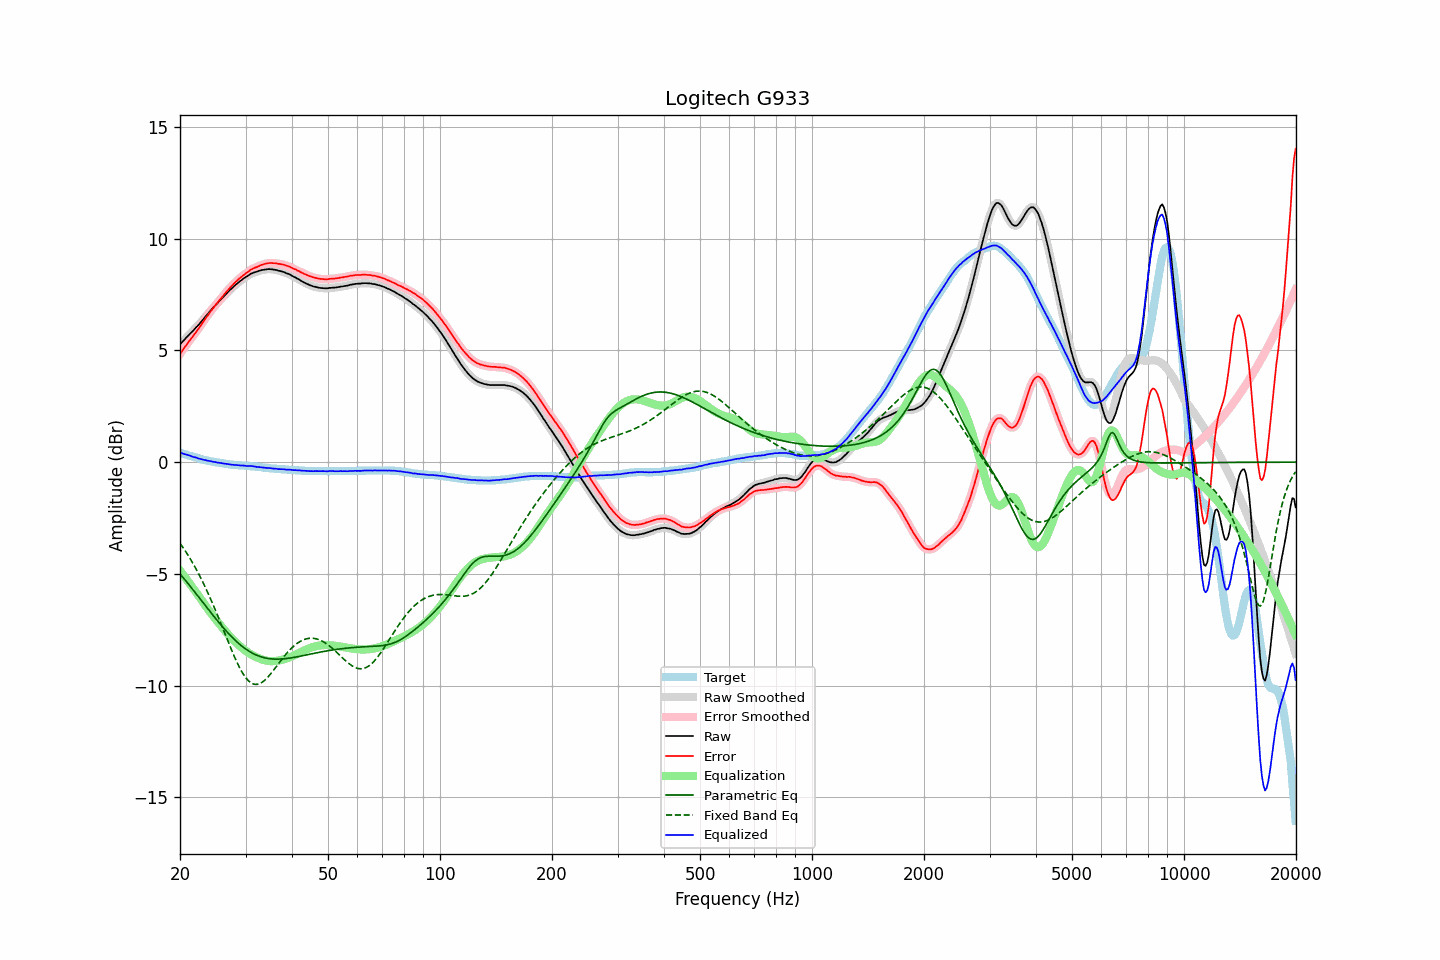 Logitech G933
Amplitude (dBr)
15
10
5
0
−5
−10
−15
Target
Raw Smoothed
Error Smoothed
Raw
Error
Equalization
Parametric Eq
Fixed Band Eq
Equalized
20 50 100 200 500 1000 2000 5000 10000 20000
Frequency (Hz)